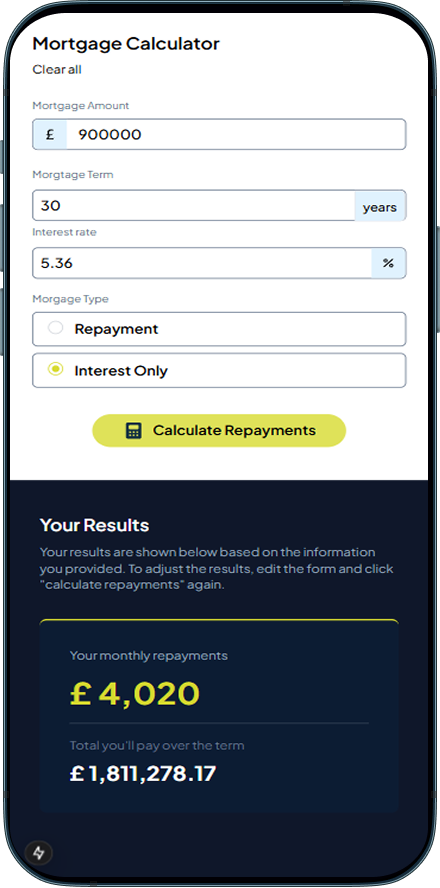 Mortgage Calculator
Clear all
Mortgage Amount
£ 900000
Morgtage Term
30 years
Interest rate
5.36 %
Morgage Type
Repayment
Interest Only
Calculate Repayments
Your Results
Your results are shown below based on the information
you provided. To adjust the results, edit the form and click
"calculate repayments" again.
Your monthly repayments
£ 4,020
Total you'll pay over the term
£ 1,811,278.17